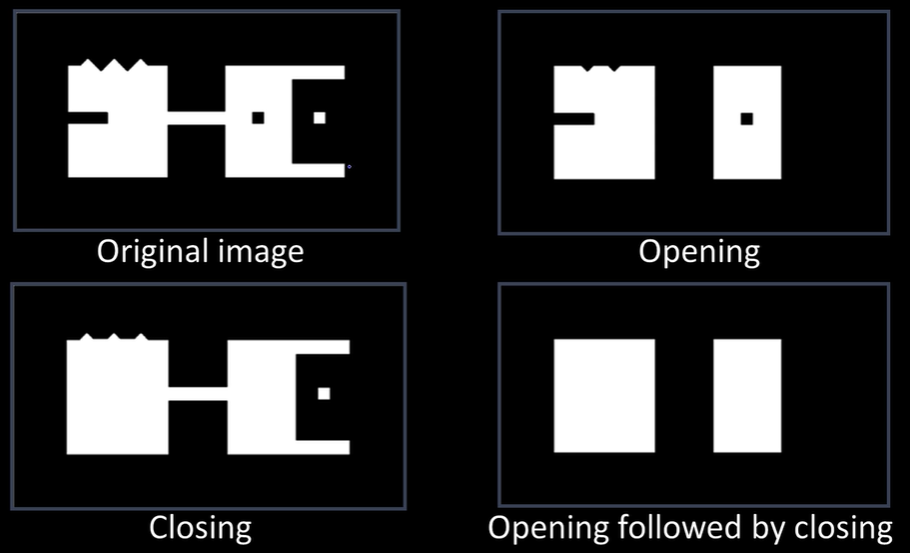 Original image
Opening
Closing
Opening followed by closing